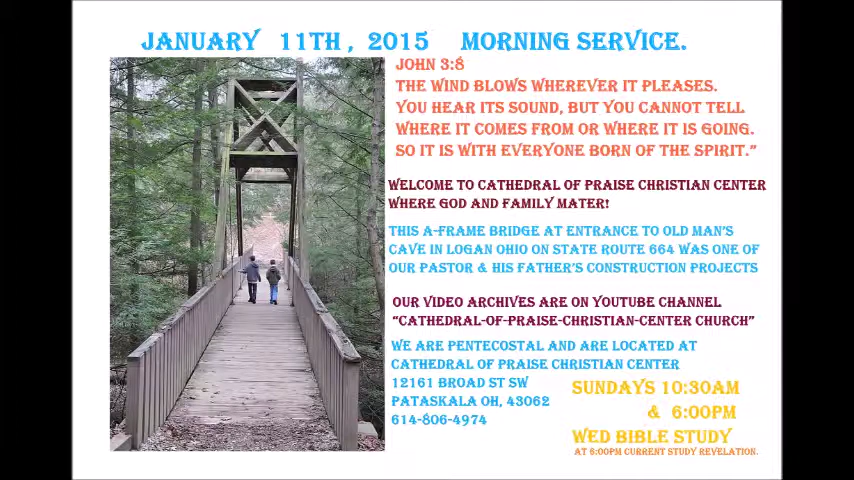 JANUARY 11TH, 2015 MORNING SERVICE.
JOHN 3:8
THE WIND BLOWS WHEREVER IT PLEASES.
YOU HEAR ITS SOUND, BUT YOU CANNOT TELL
WHERE IT COMES FROM OR WHERE IT IS GOING.
SO IT IS WITH EVERYONE BORN OF THE SPIRIT.”
WELCOME TO CATHEDRAL OF PRAISE CHRISTIAN CENTER
WHERE GOD AND FAMILY MATER!
THIS A-FRAME BRIDGE AT ENTRANCE TO OLD MAN’S
CAVE IN LOGAN OHIO ON STATE ROUTE 664 WAS ONE OF
OUR PASTOR & HIS FATHER’S CONSTRUCTION PROJECTS
OUR VIDEO ARCHIVES ARE ON YOUTUBE CHANNEL
“CATHEDRAL-OF-PRAISE-CHRISTIAN-CENTER CHURCH”
WE ARE PENTECOSTAL AND ARE LOCATED AT
CATHEDRAL OF PRAISE CHRISTIAN CENTER
12161 BROAD ST SW
PATASKALA OH, 43062
614-806-4974
SUNDAYS 10:30AM
& 6:00PM
WED BIBLE STUDY
AT 6:00PM CURRENT STUDY REVELATION.